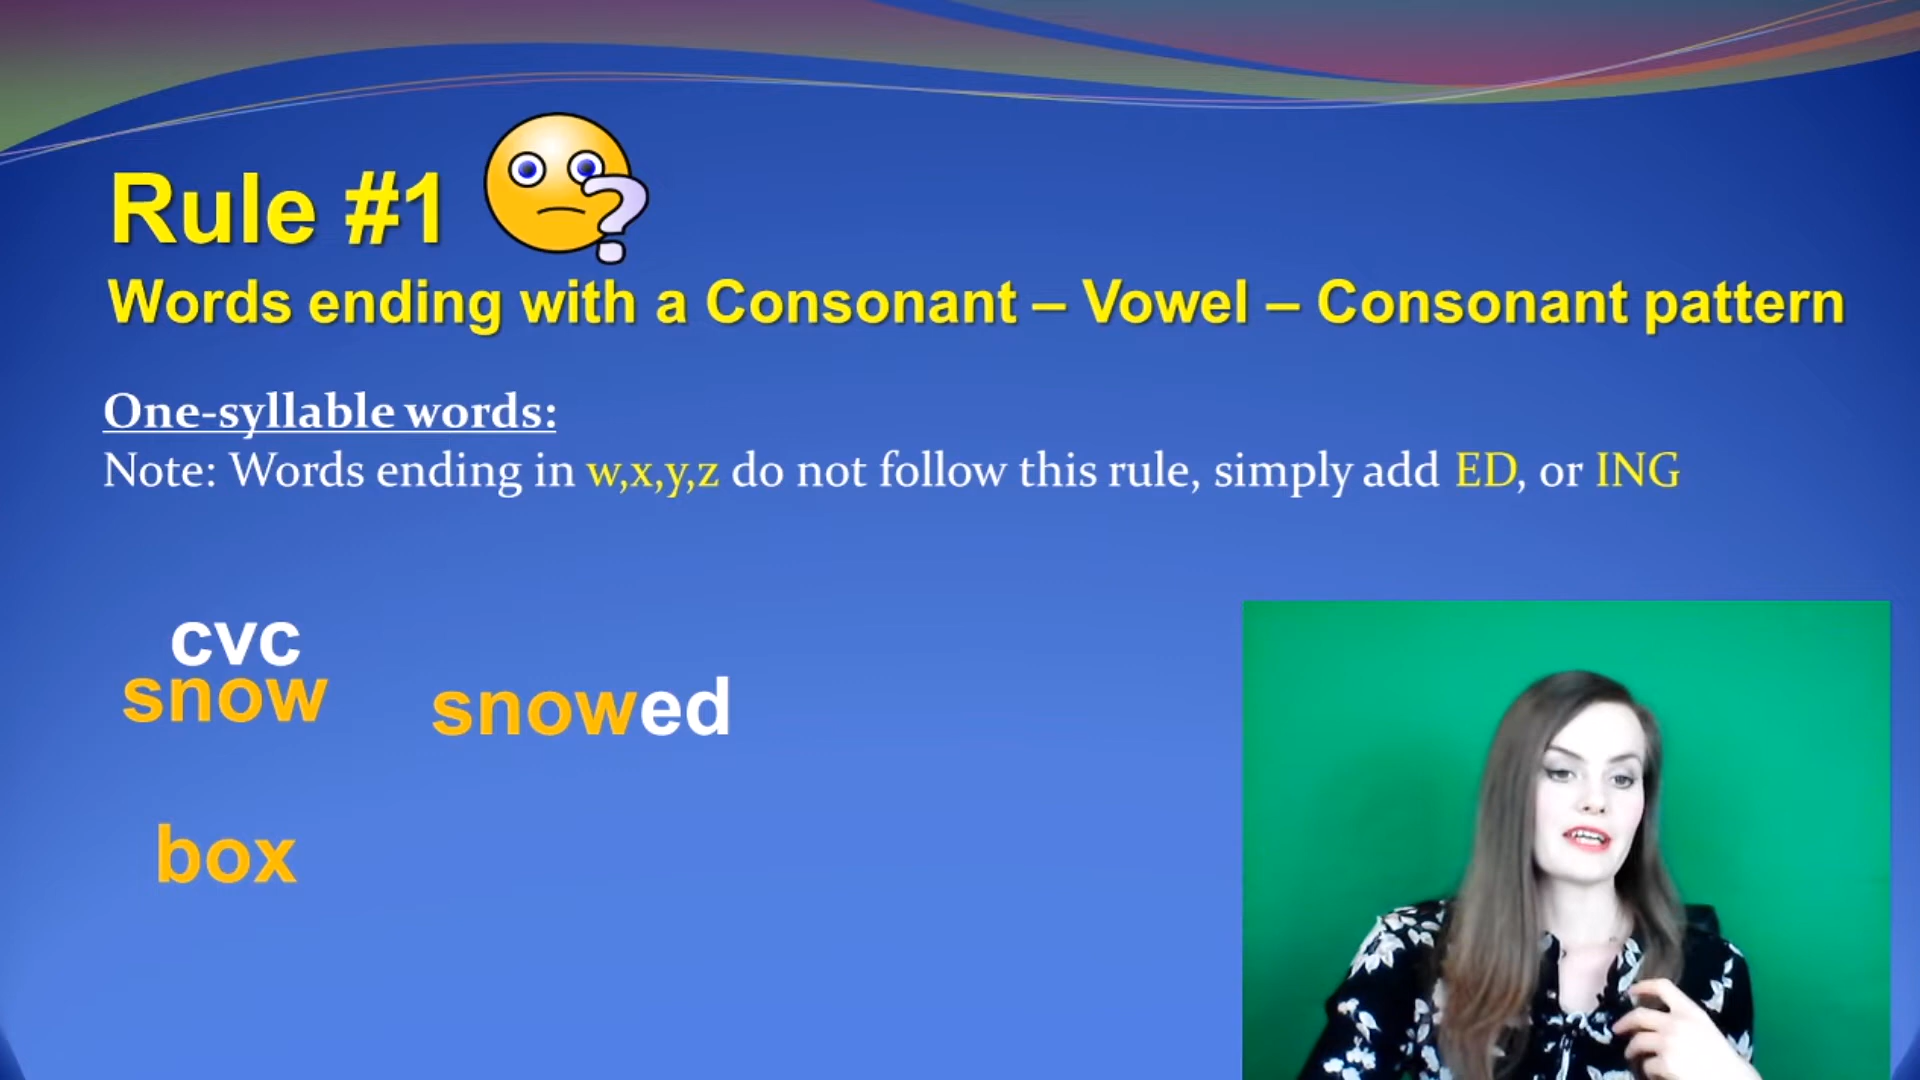 Rule #1
Words ending with a Consonant – Vowel – Consonant pattern
One-syllable words:
Note: Words ending in w,x,y,z do not follow this rule, simply add ED, or ING
cvc
snow snowed
box